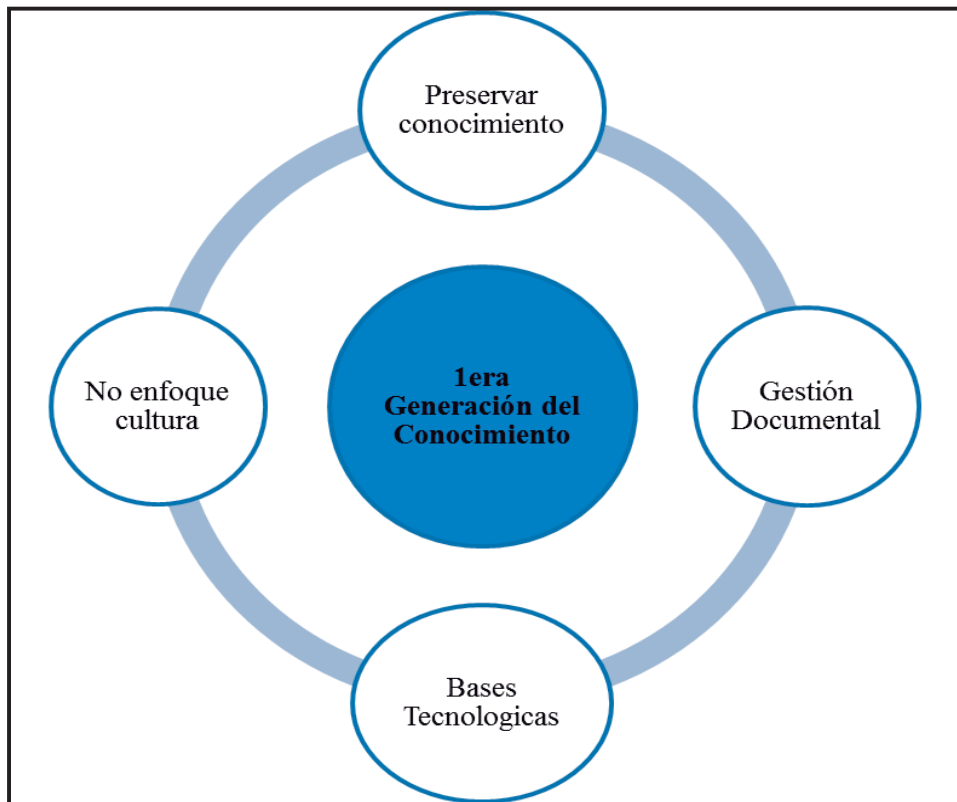 Preservar
conocimiento
No enfoque
cultura
1era
Generación del
Conocimiento
Gestión
Documental
Bases
Tecnologicas